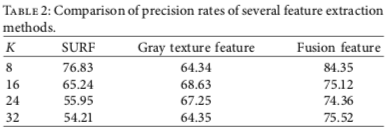 TABLE 2: Comparison of precision rates of several feature extraction
methods.
K SURF Gray texture feature Fusion feature
8 76.83 64.34 84.35
16 65.24 68.63 75.12
24 55.95 67.25 74.36
32 54.21 64.35 75.52